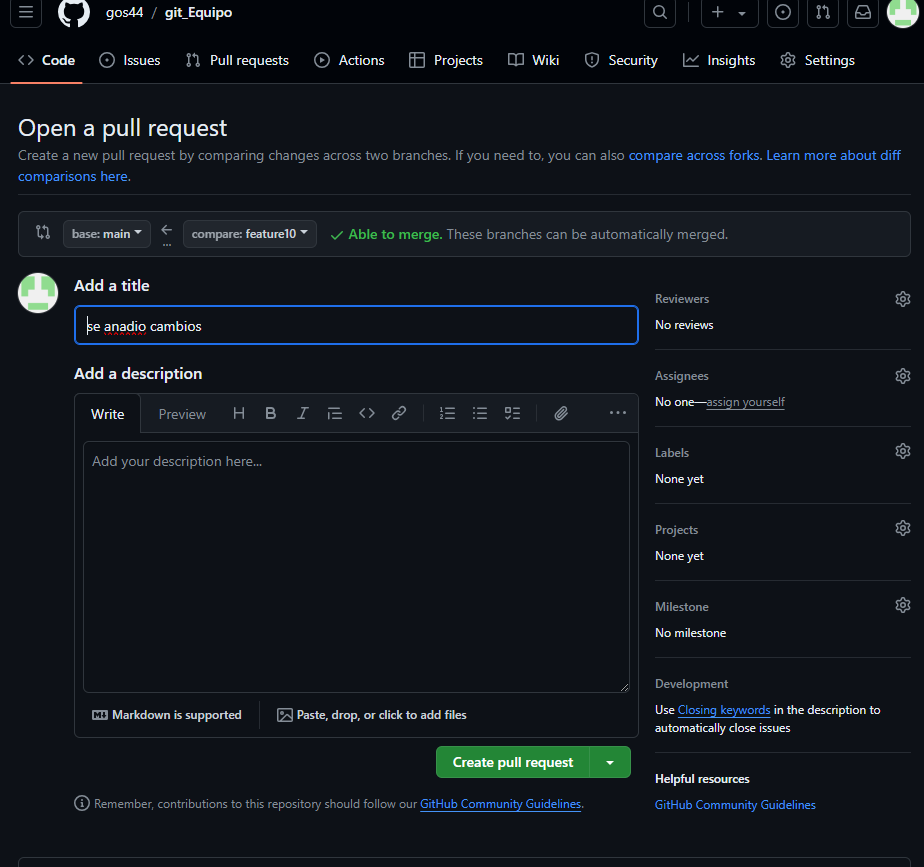 gos44 / git_Equipo
Code Issues Pull requests Actions Projects Wiki Security Insights Settings
Open a pull request
Create a new pull request by comparing changes across two branches. If you need to, you can also compare across forks. Learn more about diff
comparisons here.
base: main ... compare: feature10 Able to merge. These branches can be automatically merged.
Add a title
se anadio cambios
Add a description
Write Preview
Add your description here...
Markdown is supported Paste, drop, or click to add files
Create pull request
Remember, contributions to this repository should follow our GitHub Community Guidelines.
Reviewers
No reviews
Assignees
No one—assign yourself
Labels
None yet
Projects
None yet
Milestone
No milestone
Development
Use Closing keywords in the description to
automatically close issues
Helpful resources
GitHub Community Guidelines